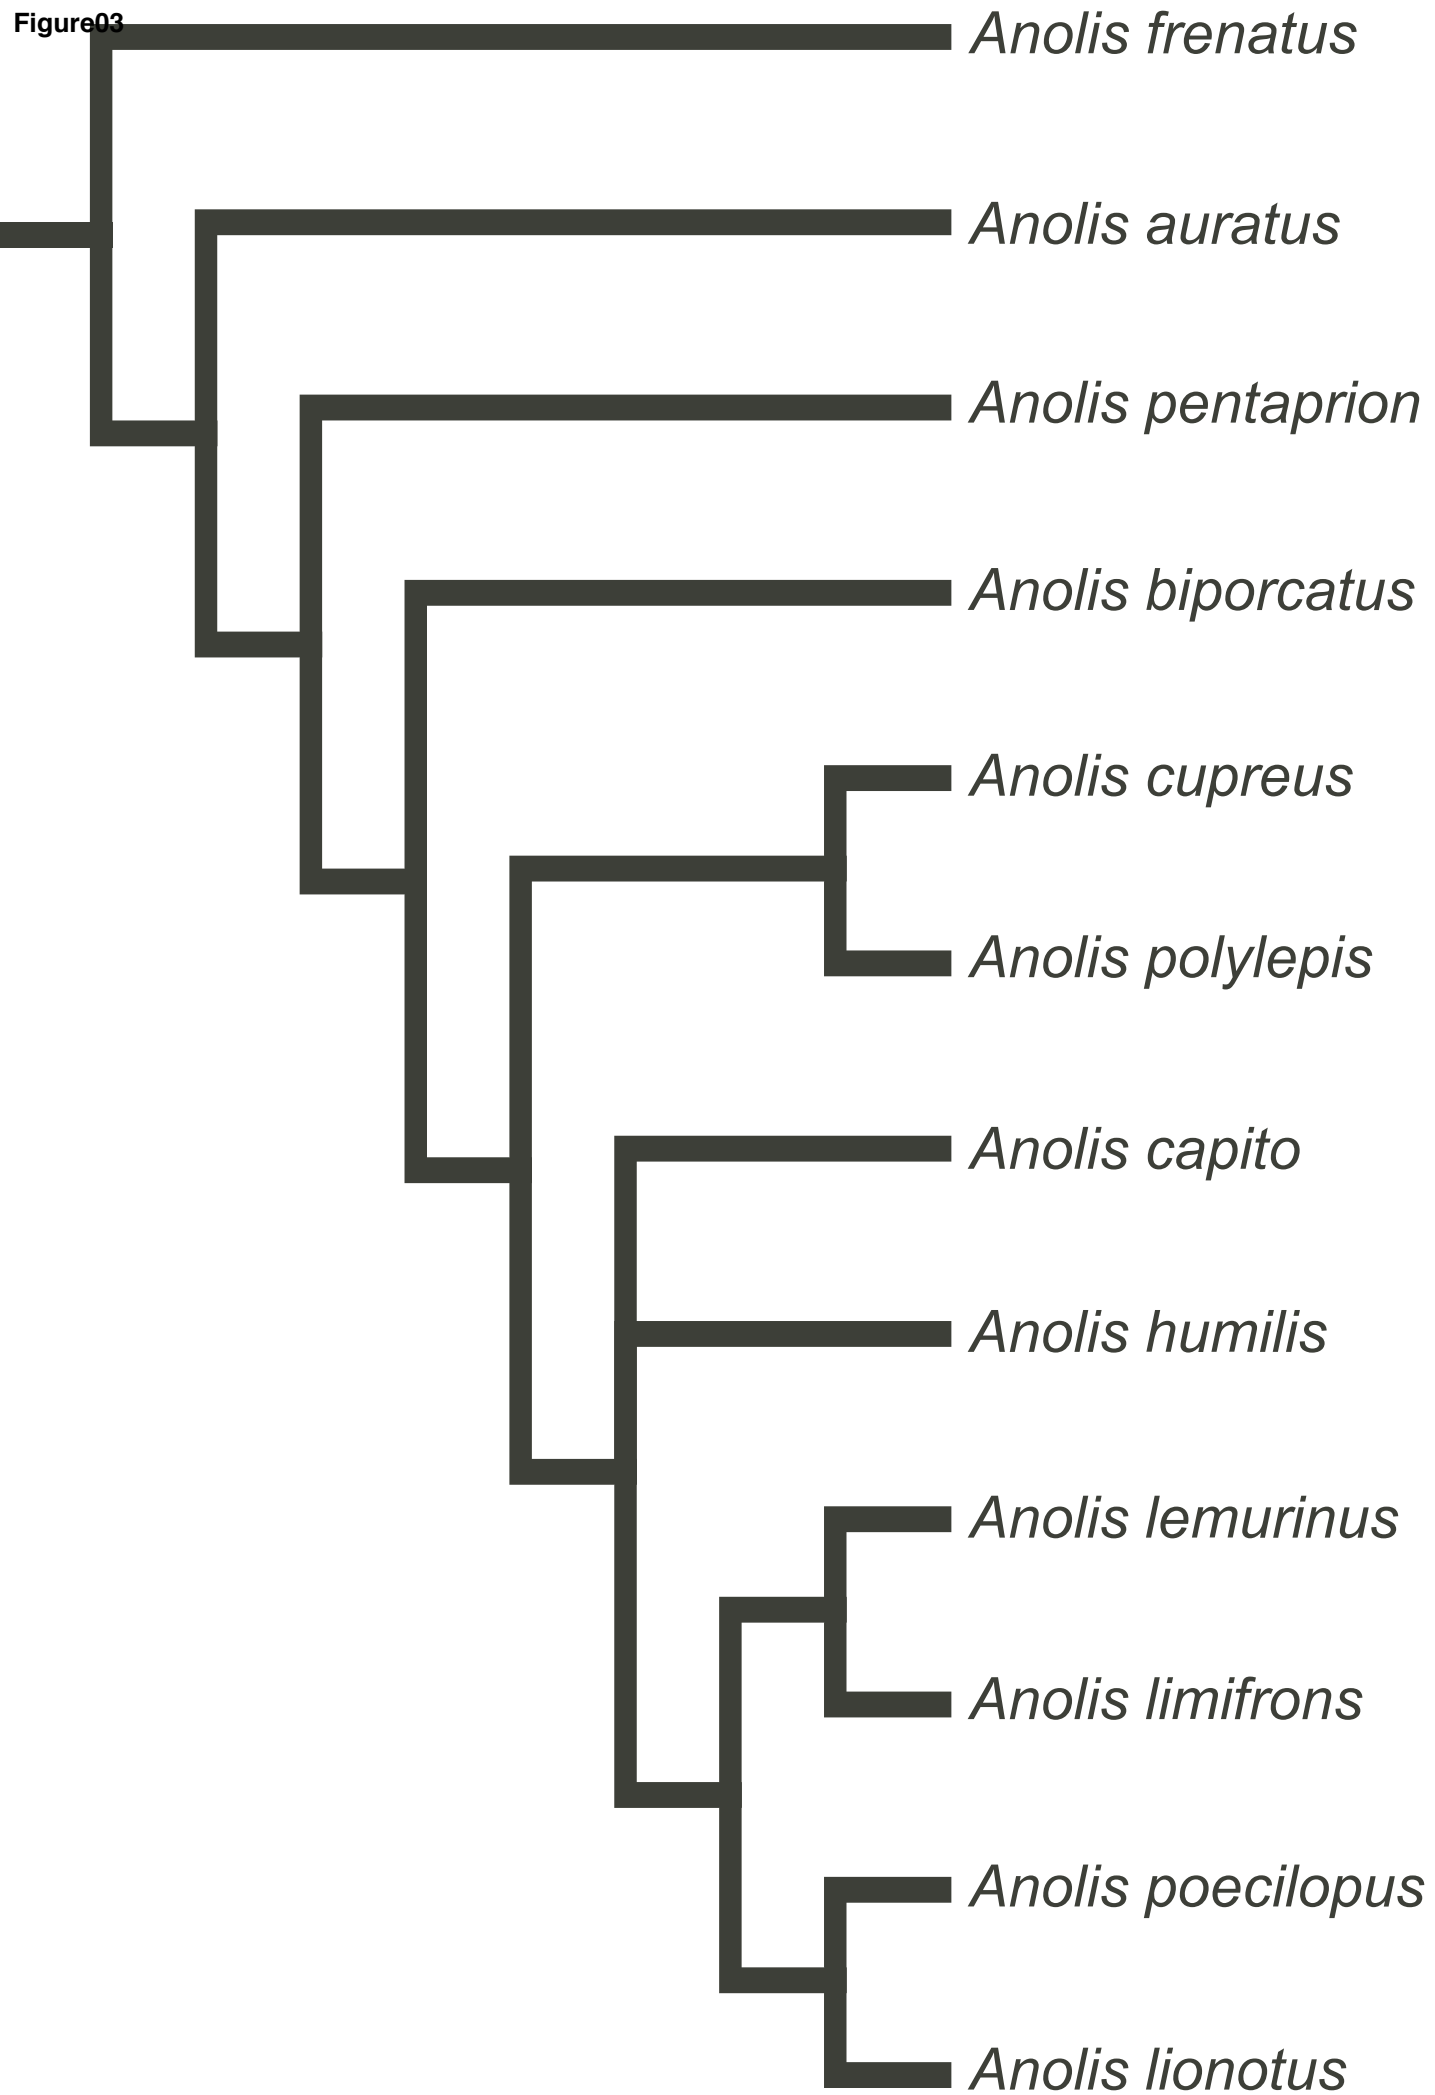 Figure03
Anolis frenatus
Anolis auratus
Anolis pentaprion
Anolis biporcatus
Anolis cupreus
Anolis polylepis
Anolis capito
Anolis humilis
Anolis lemurinus
Anolis limifrons
Anolis poecilopus
Anolis lionotus